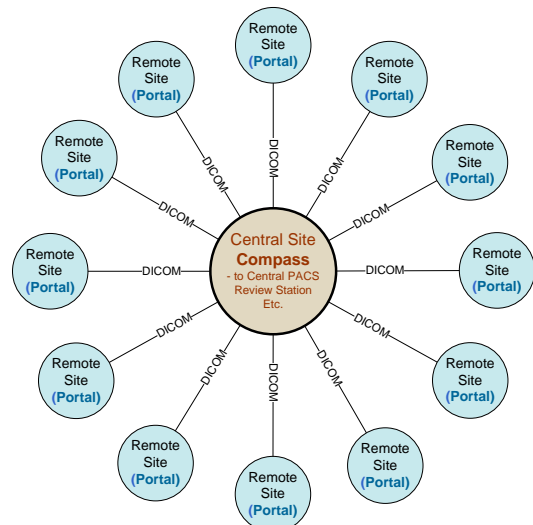 Remote
Site
(Portal)
Remote
Site
(Portal)
Remote
Site
(Portal)
Remote
Site
(Portal)
Remote
Site
(Portal)
Remote
Site
(Portal)
Remote
Site
(Portal)
Remote
Site
(Portal)
Remote
Site
(Portal)
Remote
Site
(Portal)
Remote
Site
(Portal)
Remote
Site
(Portal)
DICOM
DICOM
DICOM
DICOM
DICOM
DICOM
DICOM
DICOM
DICOM
DICOM
DICOM
DICOM
Central Site
Compass
- to Central PACS
Review Station
Etc.